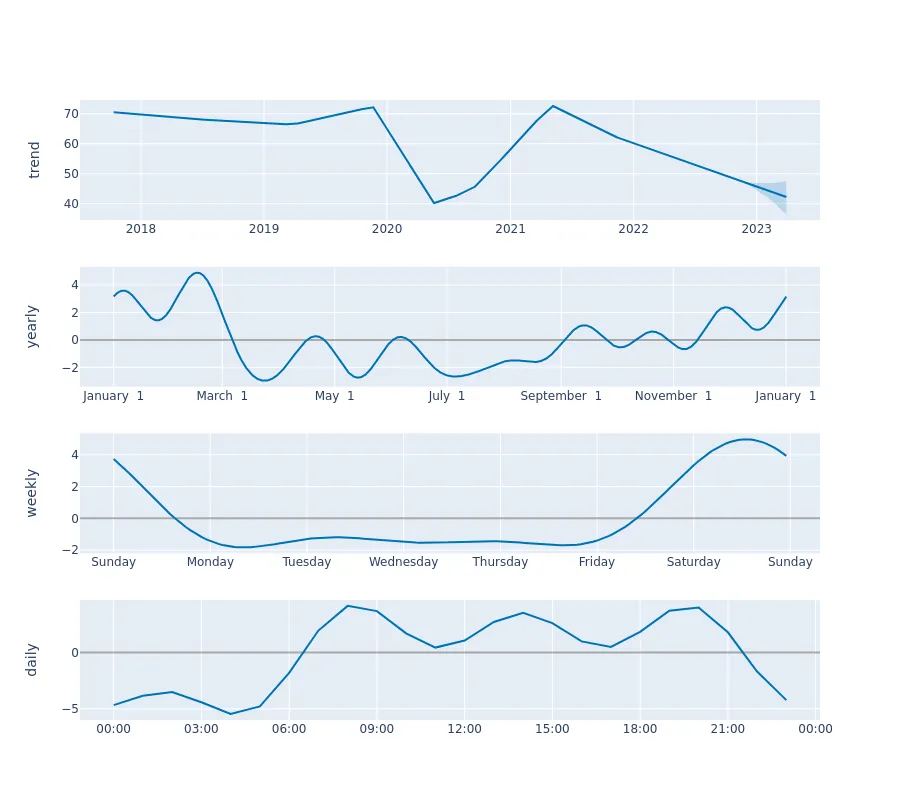 trend
70
60
50
40
2018 2019 2020 2021 2022 2023
yearly
4
2
0
−2
January 1 March 1 May 1 July 1 September 1 November 1 January 1
weekly
4
2
0
−2
Sunday Monday Tuesday Wednesday Thursday Friday Saturday Sunday
daily
0
−5
00:00 03:00 06:00 09:00 12:00 15:00 18:00 21:00 00:00